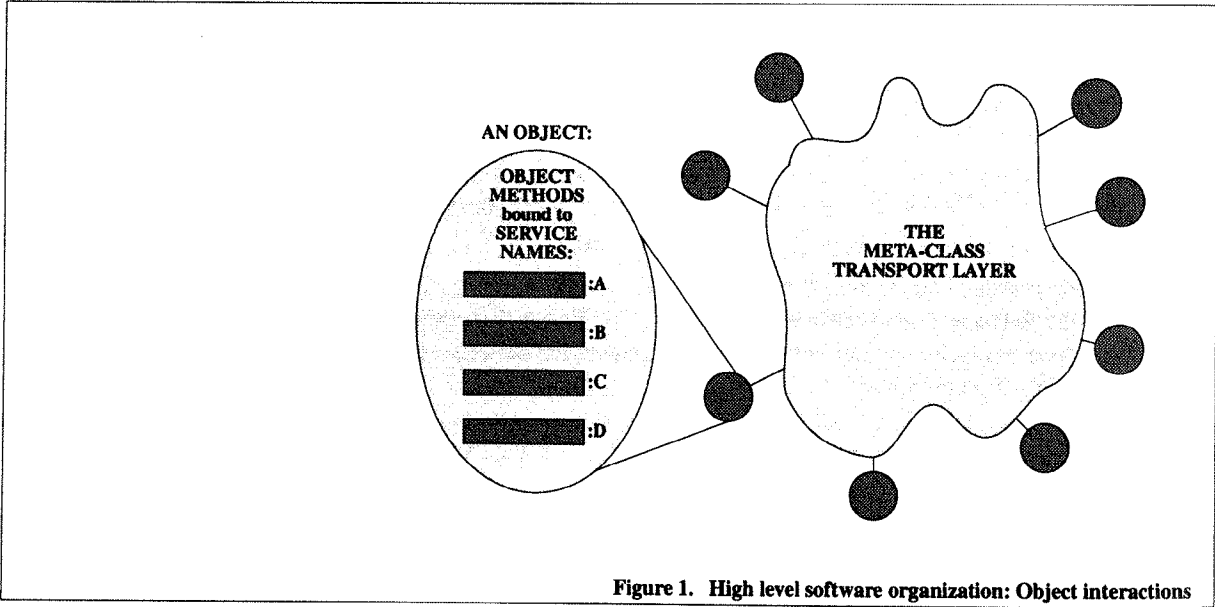 AN OBJECT:
OBJECT
METHODS
bound to
SERVICE
NAMES:
:A
:B
:C
:D
THE
META-CLASS
TRANSPORT LAYER
Figure 1. High level software organization: Object interactions